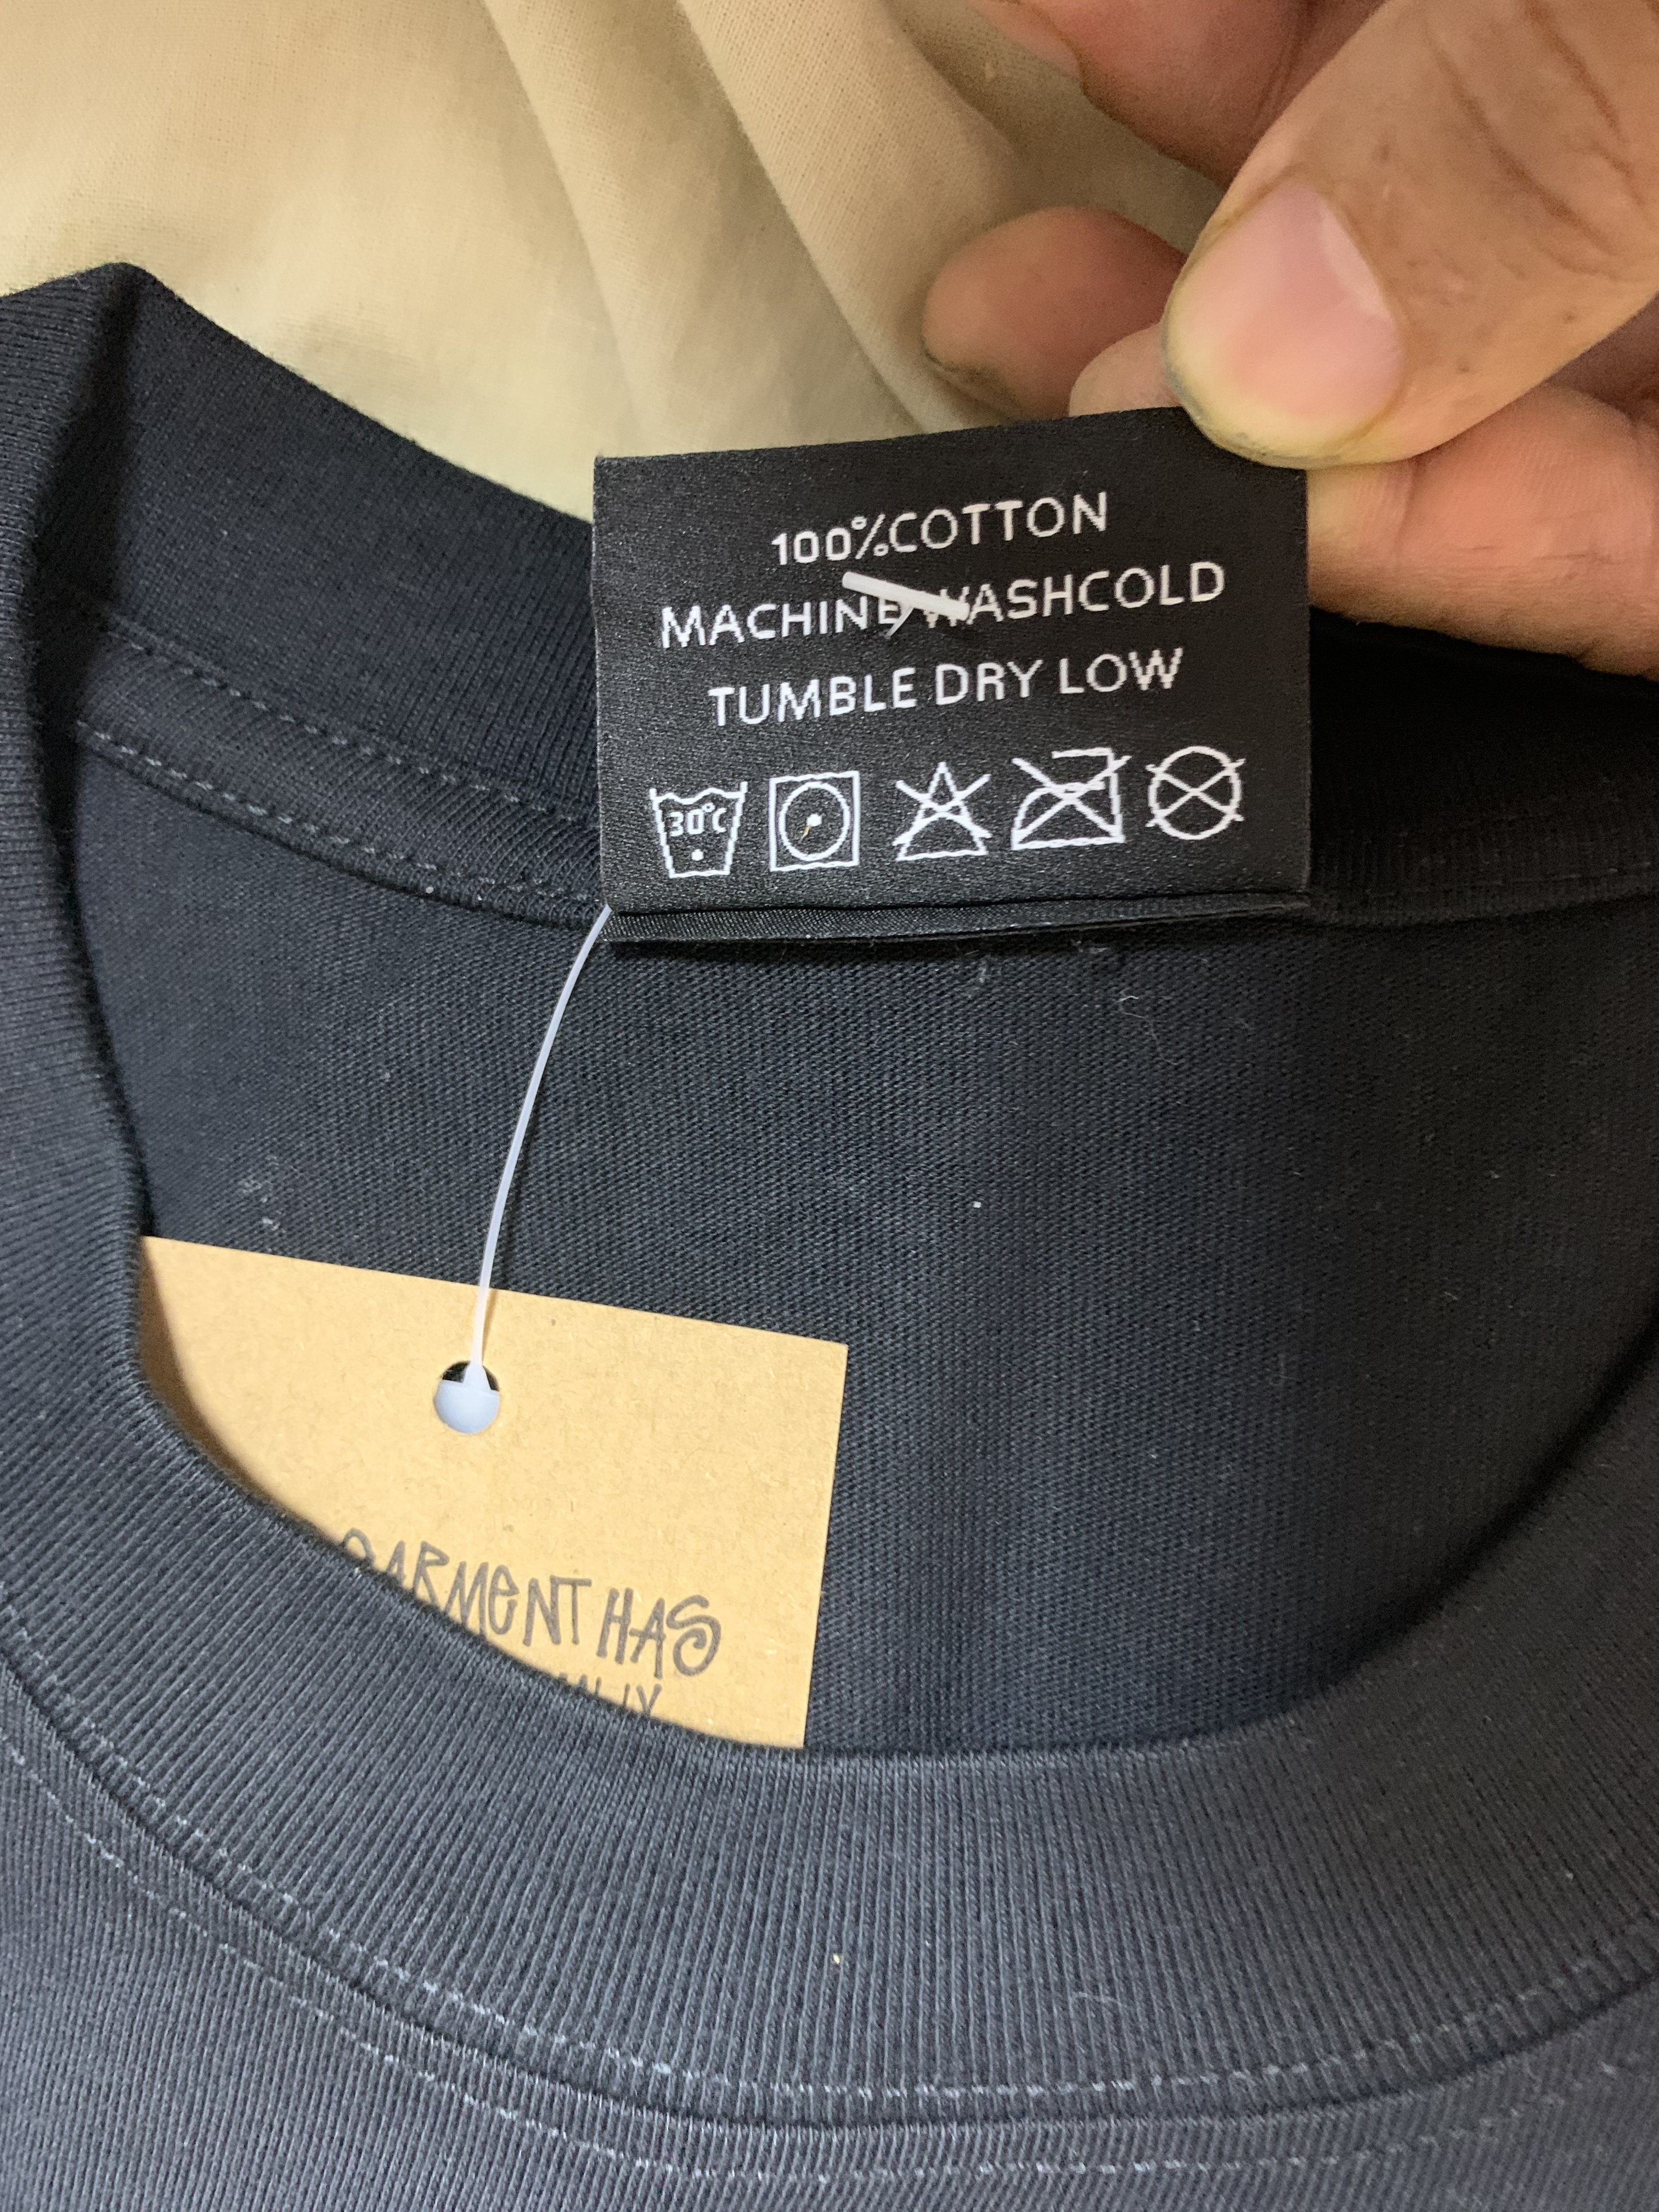 100%COTTON
MACHINE WASHCOLD
TUMBLE DRY LOW
30°C
GARMENT HAS